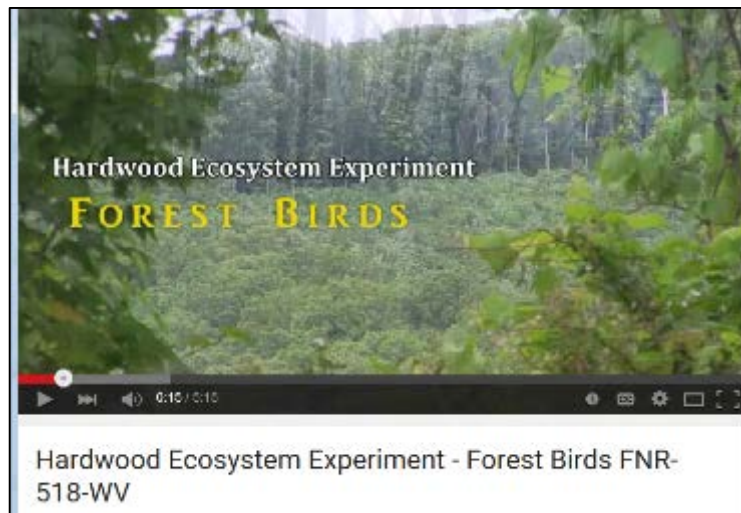 Hardwood Ecosystem Experiment
FOREST BIRDS
Hardwood Ecosystem Experiment - Forest Birds FNR-
518-WV